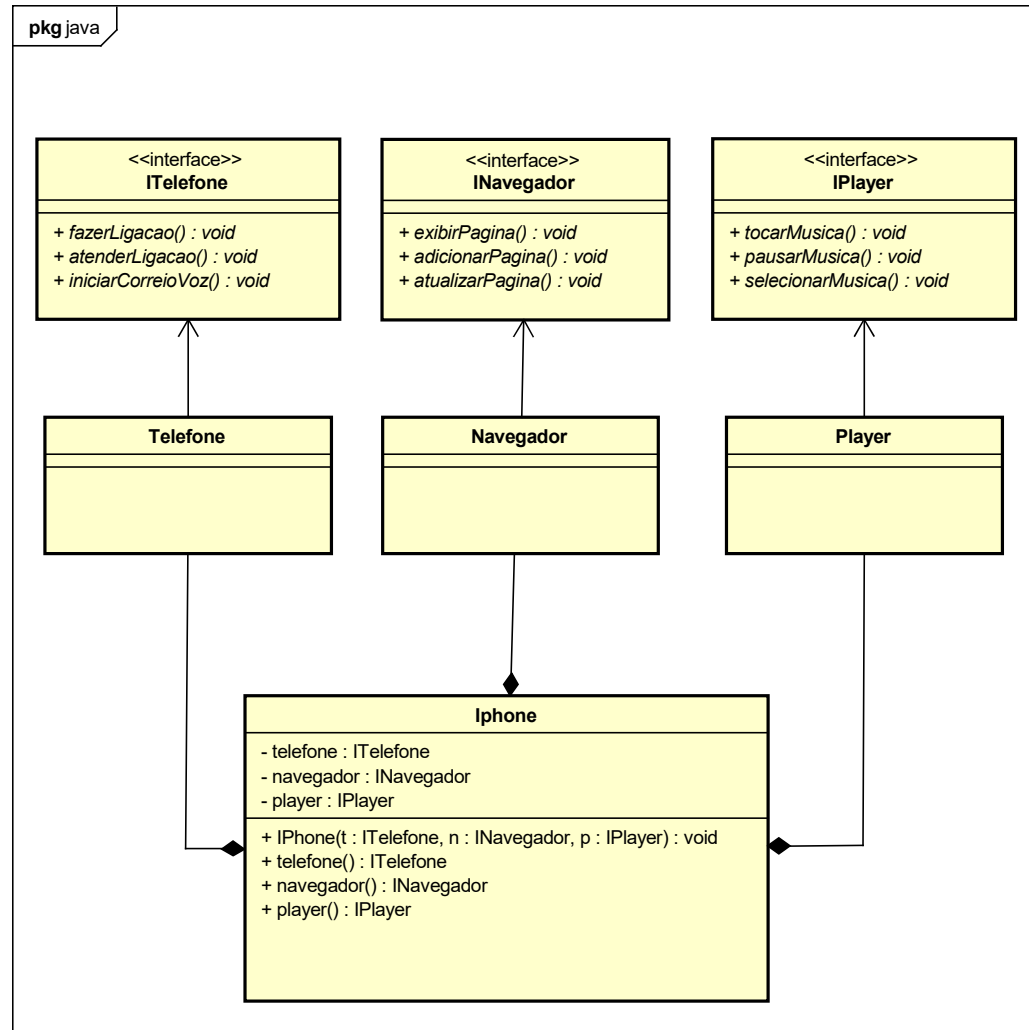 pkg java
<<interface>>
ITelefone
+ fazerLigacao() : void
+ atenderLigacao() : void
+ iniciarCorreioVoz() : void
<<interface>>
INavegador
+ exibirPagina() : void
+ adicionarPagina() : void
+ atualizarPagina() : void
<<interface>>
IPlayer
+ tocarMusica() : void
+ pausarMusica() : void
+ selecionarMusica() : void
Telefone
Navegador
Player
Iphone
- telefone : ITelefone
- navegador : INavegador
- player : IPlayer
+ IPhone(t : ITelefone, n : INavegador, p : IPlayer) : void
+ telefone() : ITelefone
+ navegador() : INavegador
+ player() : IPlayer